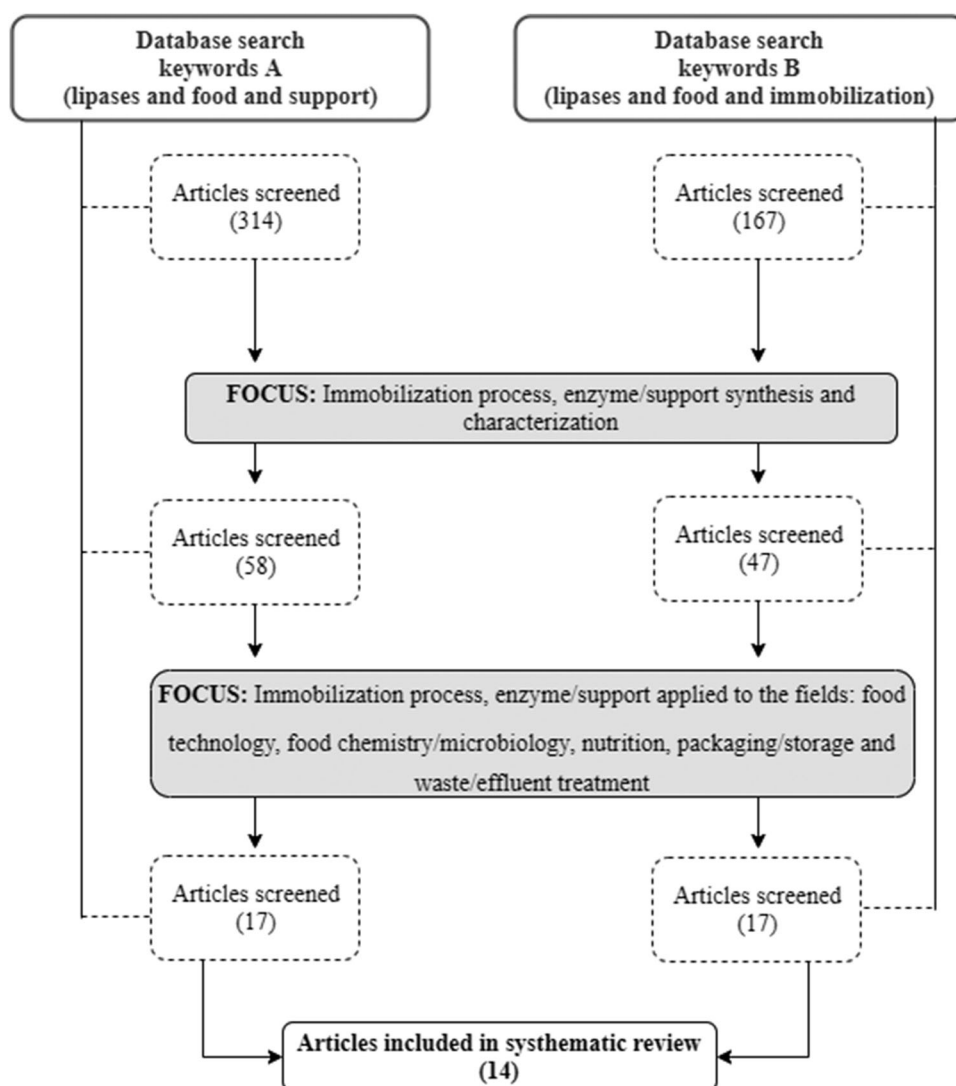 Database search
keywords A
(lipases and food and support)
Database search
keywords B
(lipases and food and immobilization)
Articles screened
(314)
Articles screened
(167)
FOCUS: Immobilization process, enzyme/support synthesis and
characterization
Articles screened
(58)
Articles screened
(47)
FOCUS: Immobilization process, enzyme/support applied to the fields: food
technology, food chemistry/microbiology, nutrition, packaging/storage and
waste/effluent treatment
Articles screened
(17)
Articles screened
(17)
Articles included in systhematic review
(14)